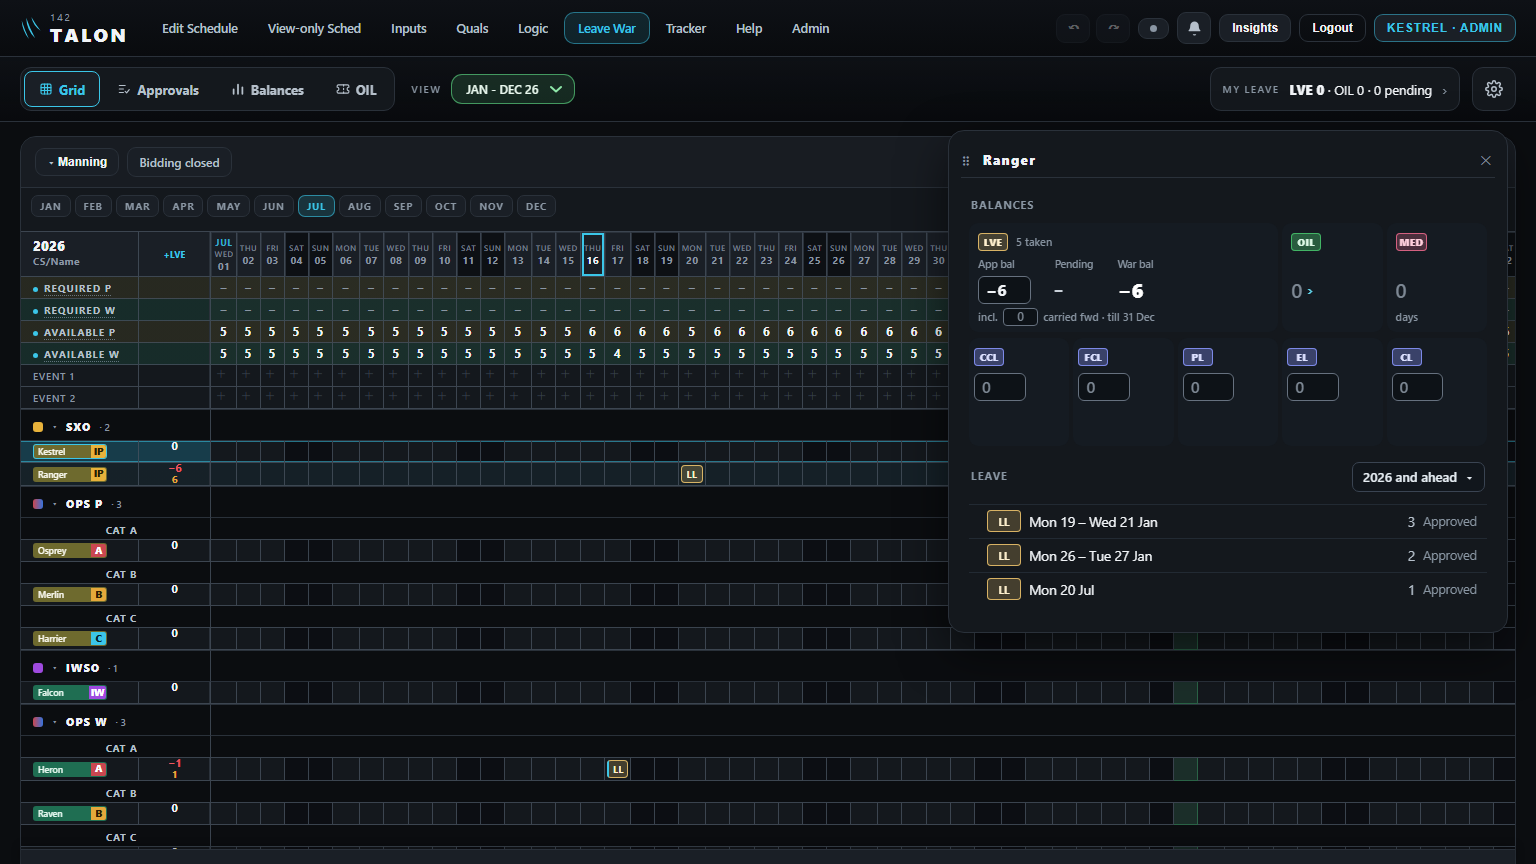 142
TALON
Edit Schedule
View-only Sched
Inputs
Quals
Logic
Leave War
Tracker
Help
Admin
Insights
Logout
KESTREL · ADMIN
Grid
Approvals
Balances
OIL
VIEW
JAN - DEC 26
MY LEAVE LVE 0 · OIL 0 · 0 pending ›
Manning
Bidding closed
JAN FEB MAR APR MAY JUN JUL AUG SEP OCT NOV DEC
2026
CS/Name
+LVE
JUL
WED THU FRI SAT SUN MON TUE WED THU FRI SAT SUN MON TUE WED THU FRI SAT SUN MON TUE WED THU FRI SAT SUN MON TUE WED THU
01 02 03 04 05 06 07 08 09 10 11 12 13 14 15 16 17 18 19 20 21 22 23 24 25 26 27 28 29 30
REQUIRED P – – – – – – – – – – – – – – – – – – – – – – – – – – – – – –
REQUIRED W – – – – – – – – – – – – – – – – – – – – – – – – – – – – – –
AVAILABLE P 5 5 5 5 5 5 5 5 5 5 5 5 5 5 5 6 6 6 6 5 6 6 6 6 6 6 6 6 6 6
AVAILABLE W 5 5 5 5 5 5 5 5 5 5 5 5 5 5 5 5 4 5 5 5 5 5 5 5 5 5 5 5 5 5
EVENT 1 + + + + + + + + + + + + + + + + + + + + + + + + + + + + + +
EVENT 2 + + + + + + + + + + + + + + + + + + + + + + + + + + + + + +
SXO · 2
Kestrel IP 0
Ranger IP −6
6
LL
OPS P · 3
CAT A
Osprey A 0
CAT B
Merlin B 0
CAT C
Harrier C 0
IWSO · 1
Falcon IW 0
OPS W · 3
CAT A
Heron A −1
1
LL
CAT B
Raven B 0
CAT C
Ranger
BALANCES
LVE 5 taken
App bal Pending War bal
−6 – −6
incl. 0 carried fwd · till 31 Dec
OIL
0 ›
MED
0
days
CCL FCL PL EL CL
0 0 0 0 0
LEAVE
2026 and ahead
LL Mon 19 – Wed 21 Jan 3 Approved
LL Mon 26 – Tue 27 Jan 2 Approved
LL Mon 20 Jul 1 Approved